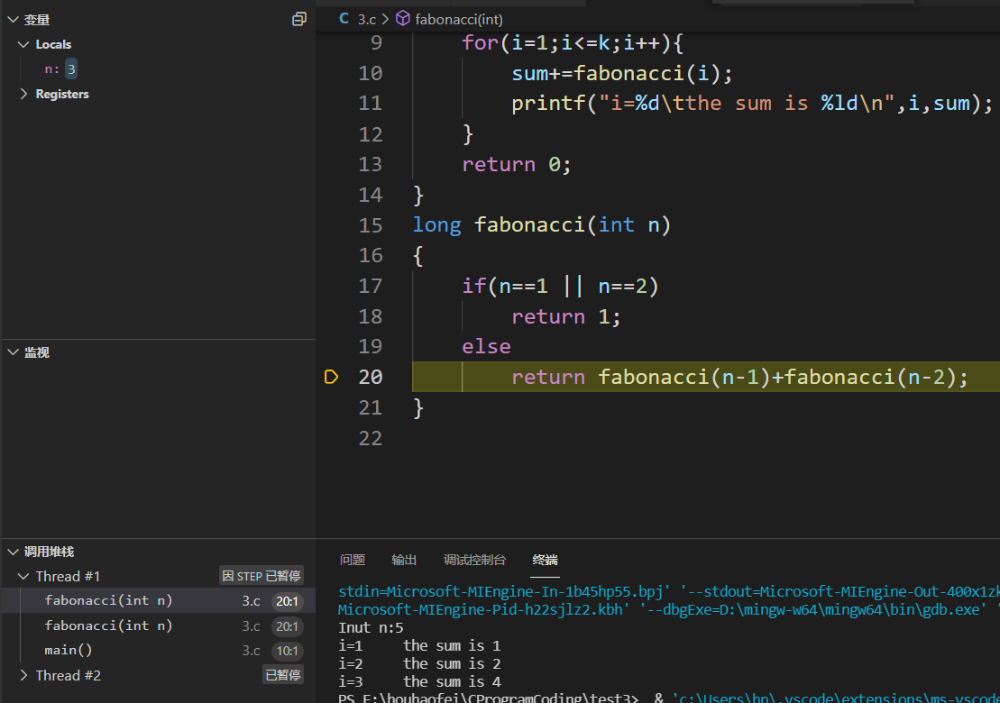 变量
Locals
n: 3
Registers
监视
调用堆栈
Thread #1 因 STEP 已暂停
fabonacci(int n) 3.c 20:1
fabonacci(int n) 3.c 20:1
main() 3.c 10:1
Thread #2 已暂停
C 3.c > fabonacci(int)
9 for(i=1;i<=k;i++){
10 sum+=fabonacci(i);
11 printf("i=%d\tthe sum is %ld\n",i,sum);
12 }
13 return 0;
14 }
15 long fabonacci(int n)
16 {
17 if(n==1 || n==2)
18 return 1;
19 else
20 return fabonacci(n-1)+fabonacci(n-2);
21 }
22
问题 输出 调试控制台 终端
stdin=Microsoft-MIEngine-In-1b45hp55.bpj' '--stdout=Microsoft-MIEngine-Out-400x1zk
Microsoft-MIEngine-Pid-h22sjlz2.kbh' '--dbgExe=D:\mingw-w64\mingw64\bin\gdb.exe' '
Inut n:5
i=1 the sum is 1
i=2 the sum is 2
i=3 the sum is 4
PS E:\houhaofei\CProgramCoding\test3> & 'c:\Users\hp\.vscode\extensions\ms-vscode